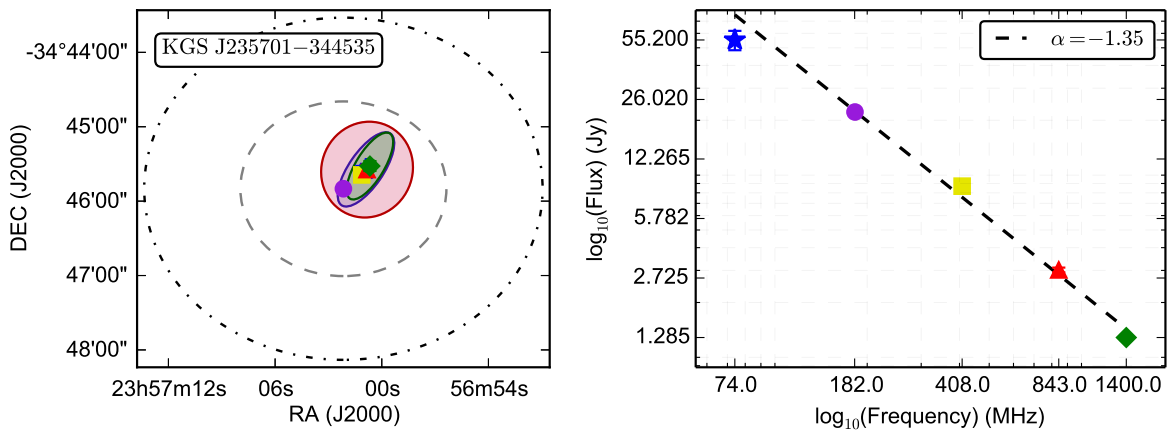 KGS J235701−344535
-34°44'00"
45'00"
46'00"
47'00"
48'00"
DEC (J2000)
23h57m12s 06s 00s 56m54s
RA (J2000)
α=−1.35
55.200
26.020
12.265
5.782
2.725
1.285
log₁₀(Flux) (Jy)
74.0 182.0 408.0 843.0 1400.0
log₁₀(Frequency) (MHz)